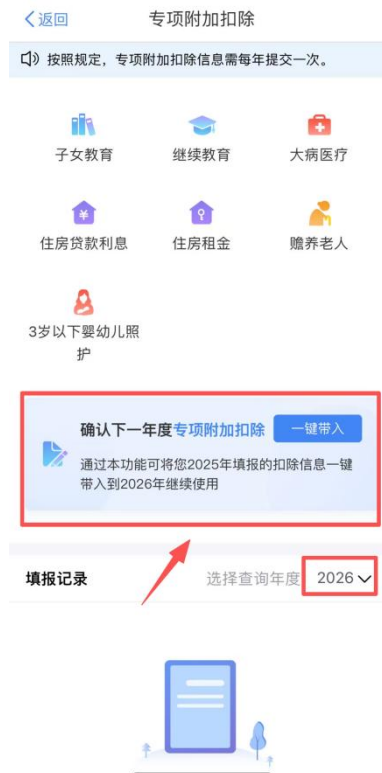 返回
专项附加扣除
按照规定，专项附加扣除信息需每年提交一次。
子女教育
继续教育
大病医疗
住房贷款利息
住房租金
赡养老人
3岁以下婴幼儿照
护
确认下一年度专项附加扣除
一键带入
通过本功能可将您2025年填报的扣除信息一键
带入到2026年继续使用
填报记录
选择查询年度
2026